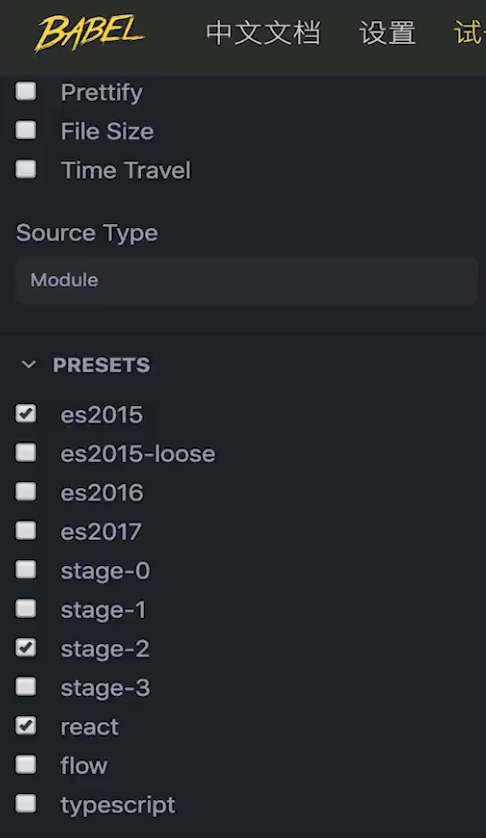 BABEL 中文文档 设置 试
Prettify
File Size
Time Travel
Source Type
Module
PRESETS
es2015
es2015-loose
es2016
es2017
stage-0
stage-1
stage-2
stage-3
react
flow
typescript